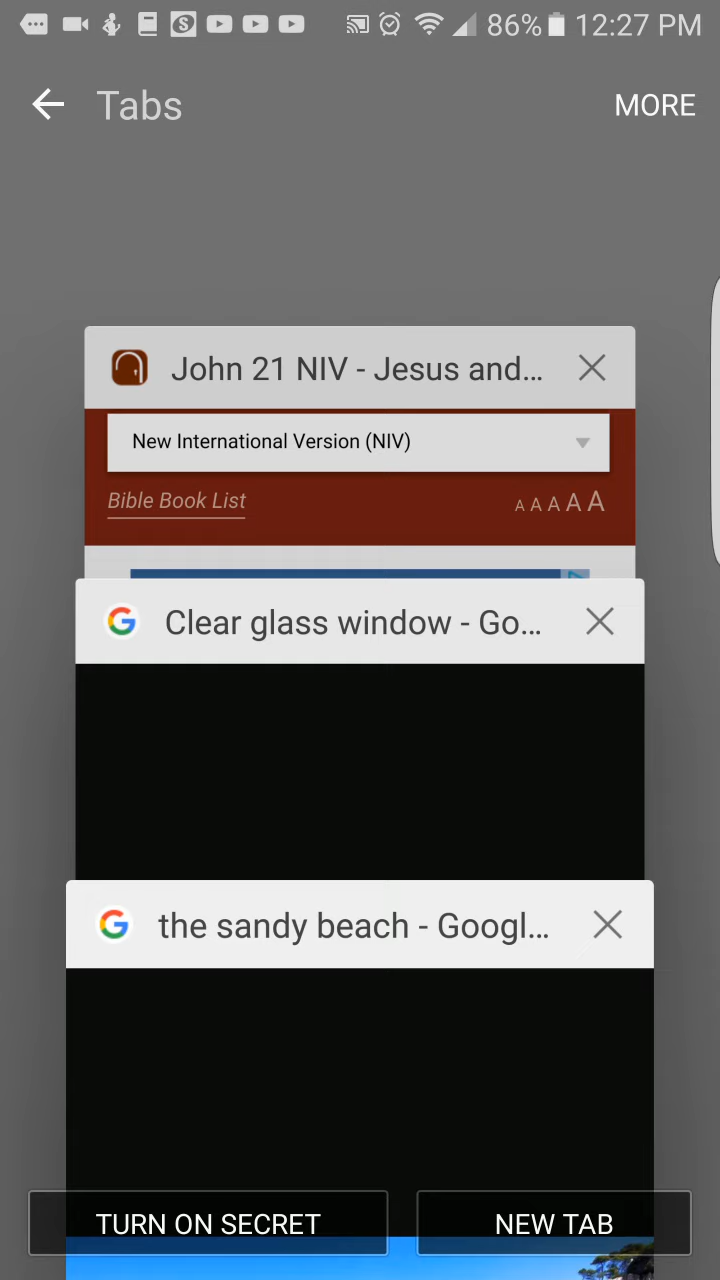 86% 12:27 PM
Tabs
MORE
John 21 NIV - Jesus and...
New International Version (NIV)
Bible Book List
A A A A A
Clear glass window - Go...
the sandy beach - Googl...
TURN ON SECRET
NEW TAB